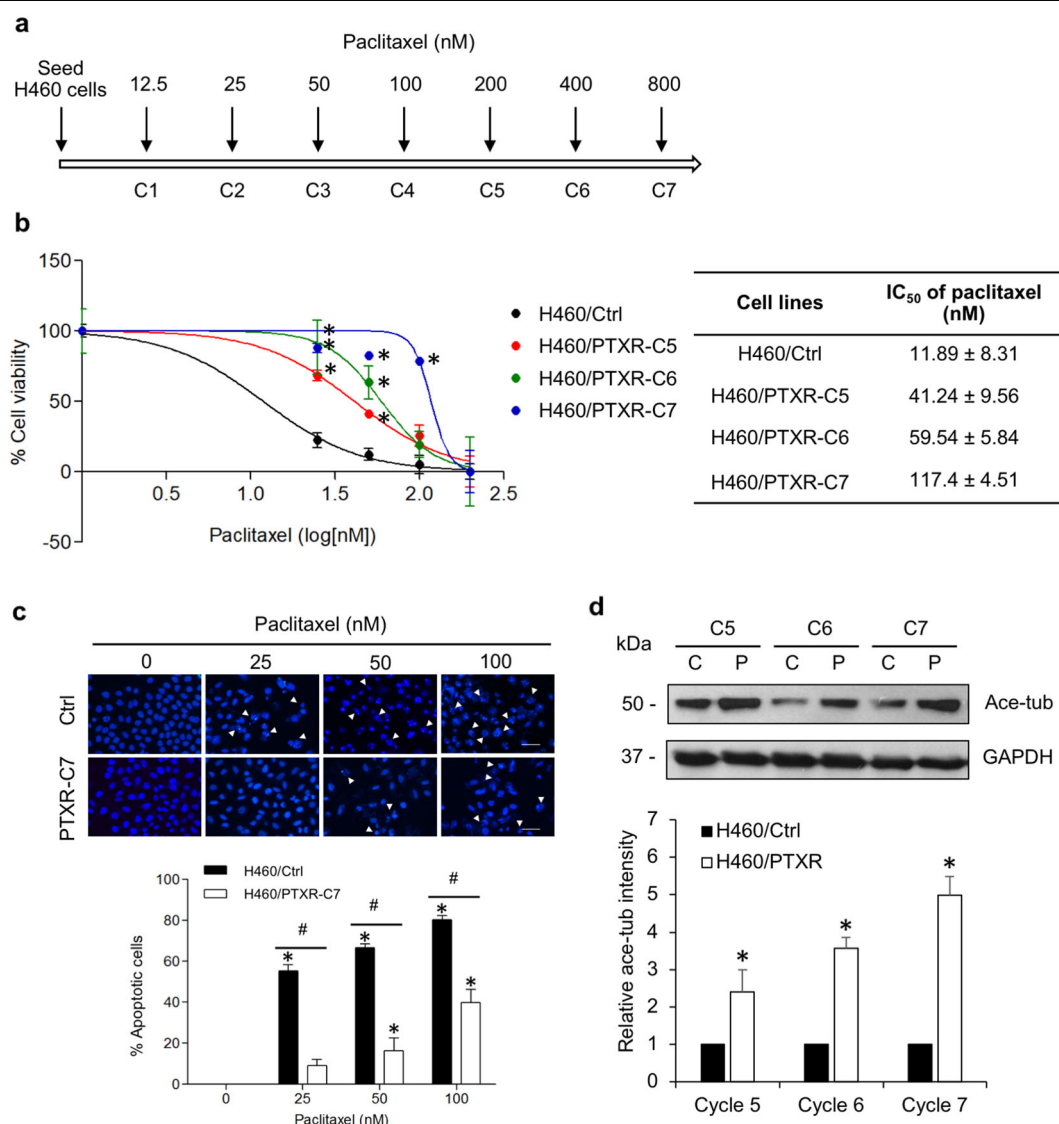 a
Paclitaxel (nM)
Seed
H460 cells
12.5 25 50 100 200 400 800
C1 C2 C3 C4 C5 C6 C7
b
150
100
50
0
-50
% Cell viability
0.5 1.0 1.5 2.0 2.5
Paclitaxel (log[nM])
* * * * * * *
H460/Ctrl
H460/PTXR-C5
H460/PTXR-C6
H460/PTXR-C7
Cell lines IC50 of paclitaxel (nM)
H460/Ctrl 11.89 ± 8.31
H460/PTXR-C5 41.24 ± 9.56
H460/PTXR-C6 59.54 ± 5.84
H460/PTXR-C7 117.4 ± 4.51
c
Paclitaxel (nM)
0 25 50 100
Ctrl
PTXR-C7
H460/Ctrl
H460/PTXR-C7
100
80
60
40
20
0
% Apoptotic cells
# # #
* * * * *
0 25 50 100
Paclitaxel (nM)
d
kDa
C5 C6 C7
C P C P C P
50 - Ace-tub
37 - GAPDH
7
6
5
4
3
2
1
0
Relative ace-tub intensity
H460/Ctrl
H460/PTXR
* * *
Cycle 5 Cycle 6 Cycle 7